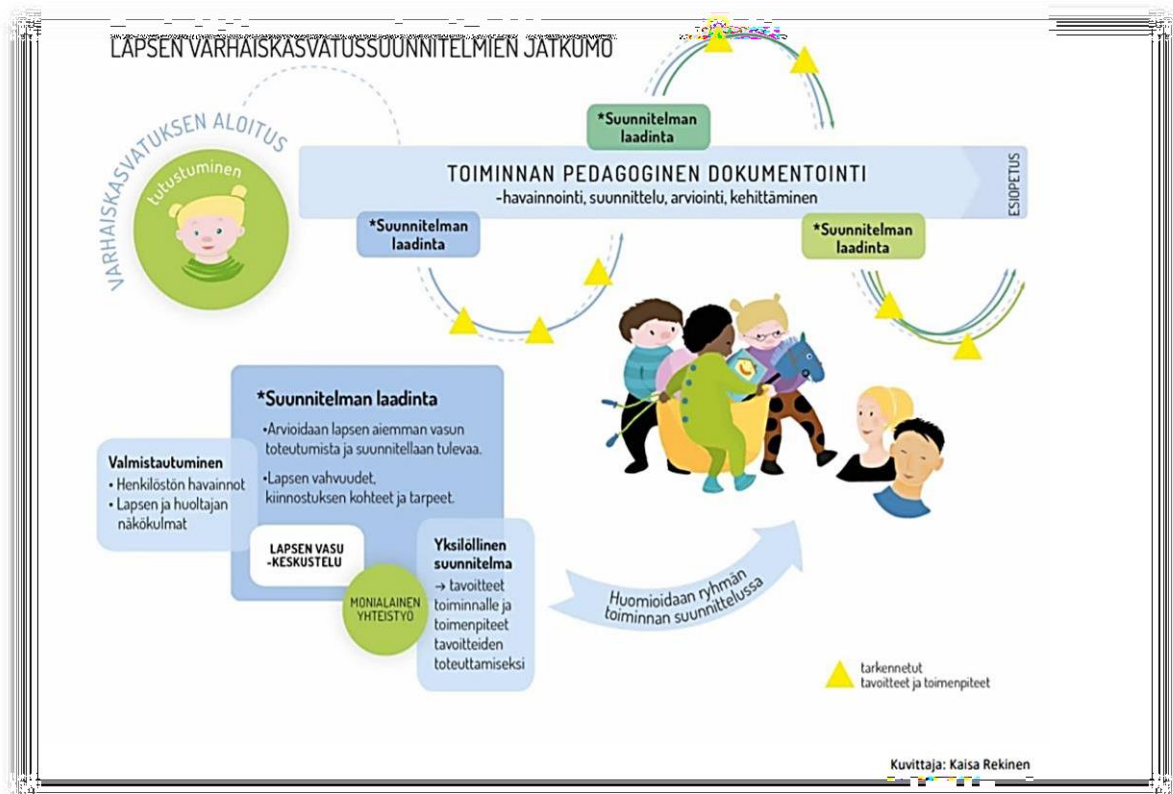 LAPSEN VARHAISKASVATUSSUUNNITELMIEN JATKUMO
VARHAISKASVATUKSEN ALOITUS
tutustuminen
*Suunnitelman
laadinta
TOIMINNAN PEDAGOGINEN DOKUMENTOINTI
-havainnointi, suunnittelu, arviointi, kehittäminen
ESIOPETUS
*Suunnitelman
laadinta
*Suunnitelman
laadinta
*Suunnitelman laadinta
•Arvioidaan lapsen aiemman vasun
toteutumista ja suunnitellaan tulevaa.
•Lapsen vahvuudet,
kiinnostuksen kohteet ja tarpeet.
Valmistautuminen
• Henkilöstön havainnot
• Lapsen ja huoltajan
näkökulmat
LAPSEN VASU
-KESKUSTELU
MONIALAINEN
YHTEISTYÖ
Yksilöllinen
suunnitelma
→ tavoitteet
toiminnalle ja
toimenpiteet
tavoitteiden
toteuttamiseksi
Huomioidaan ryhmän
toiminnan suunnittelussa
tarkennetut
tavoitteet ja toimenpiteet
Kuvittaja: Kaisa Rekinen